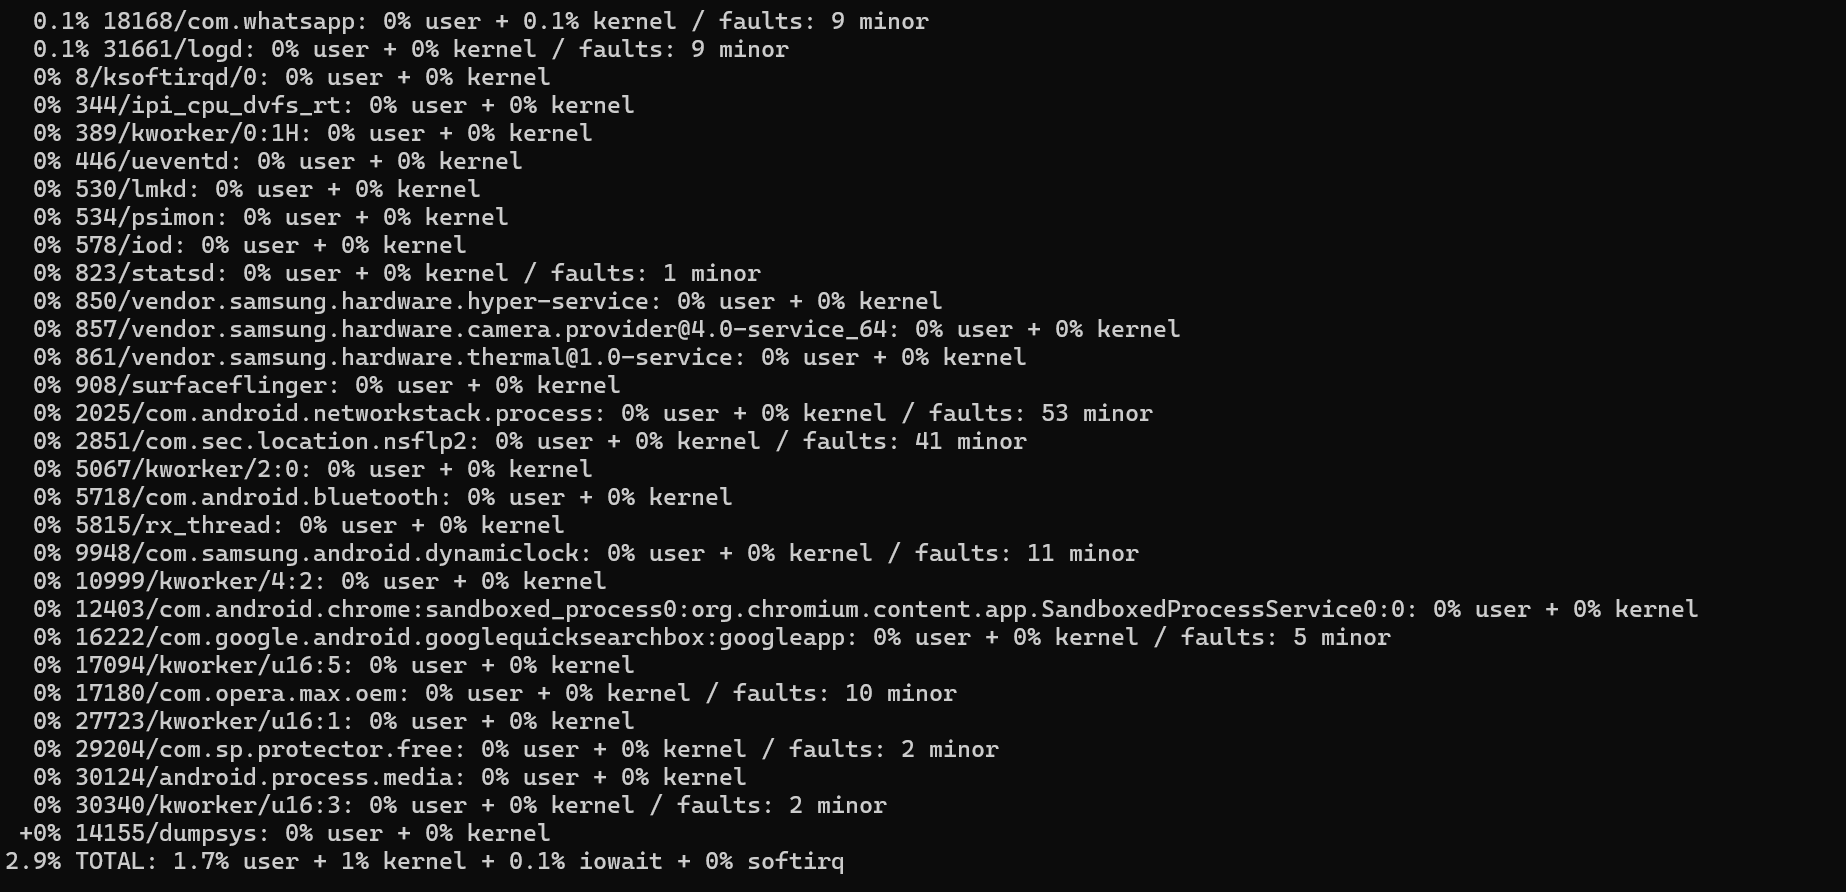 0.1% 18168/com.whatsapp: 0% user + 0.1% kernel / faults: 9 minor
0.1% 31661/logd: 0% user + 0% kernel / faults: 9 minor
0% 8/ksoftirqd/0: 0% user + 0% kernel
0% 344/ipi_cpu_dvfs_rt: 0% user + 0% kernel
0% 389/kworker/0:1H: 0% user + 0% kernel
0% 446/ueventd: 0% user + 0% kernel
0% 530/lmkd: 0% user + 0% kernel
0% 534/psimon: 0% user + 0% kernel
0% 578/iod: 0% user + 0% kernel
0% 823/statsd: 0% user + 0% kernel / faults: 1 minor
0% 850/vendor.samsung.hardware.hyper-service: 0% user + 0% kernel
0% 857/vendor.samsung.hardware.camera.provider@4.0-service_64: 0% user + 0% kernel
0% 861/vendor.samsung.hardware.thermal@1.0-service: 0% user + 0% kernel
0% 908/surfaceflinger: 0% user + 0% kernel
0% 2025/com.android.networkstack.process: 0% user + 0% kernel / faults: 53 minor
0% 2851/com.sec.location.nsflp2: 0% user + 0% kernel / faults: 41 minor
0% 5067/kworker/2:0: 0% user + 0% kernel
0% 5718/com.android.bluetooth: 0% user + 0% kernel
0% 5815/rx_thread: 0% user + 0% kernel
0% 9948/com.samsung.android.dynamiclock: 0% user + 0% kernel / faults: 11 minor
0% 10999/kworker/4:2: 0% user + 0% kernel
0% 12403/com.android.chrome:sandboxed_process0:org.chromium.content.app.SandboxedProcessService0:0: 0% user + 0% kernel
0% 16222/com.google.android.googlequicksearchbox:googleapp: 0% user + 0% kernel / faults: 5 minor
0% 17094/kworker/u16:5: 0% user + 0% kernel
0% 17180/com.opera.max.oem: 0% user + 0% kernel / faults: 10 minor
0% 27723/kworker/u16:1: 0% user + 0% kernel
0% 29204/com.sp.protector.free: 0% user + 0% kernel / faults: 2 minor
0% 30124/android.process.media: 0% user + 0% kernel
0% 30340/kworker/u16:3: 0% user + 0% kernel / faults: 2 minor
+0% 14155/dumpsys: 0% user + 0% kernel
2.9% TOTAL: 1.7% user + 1% kernel + 0.1% iowait + 0% softirq